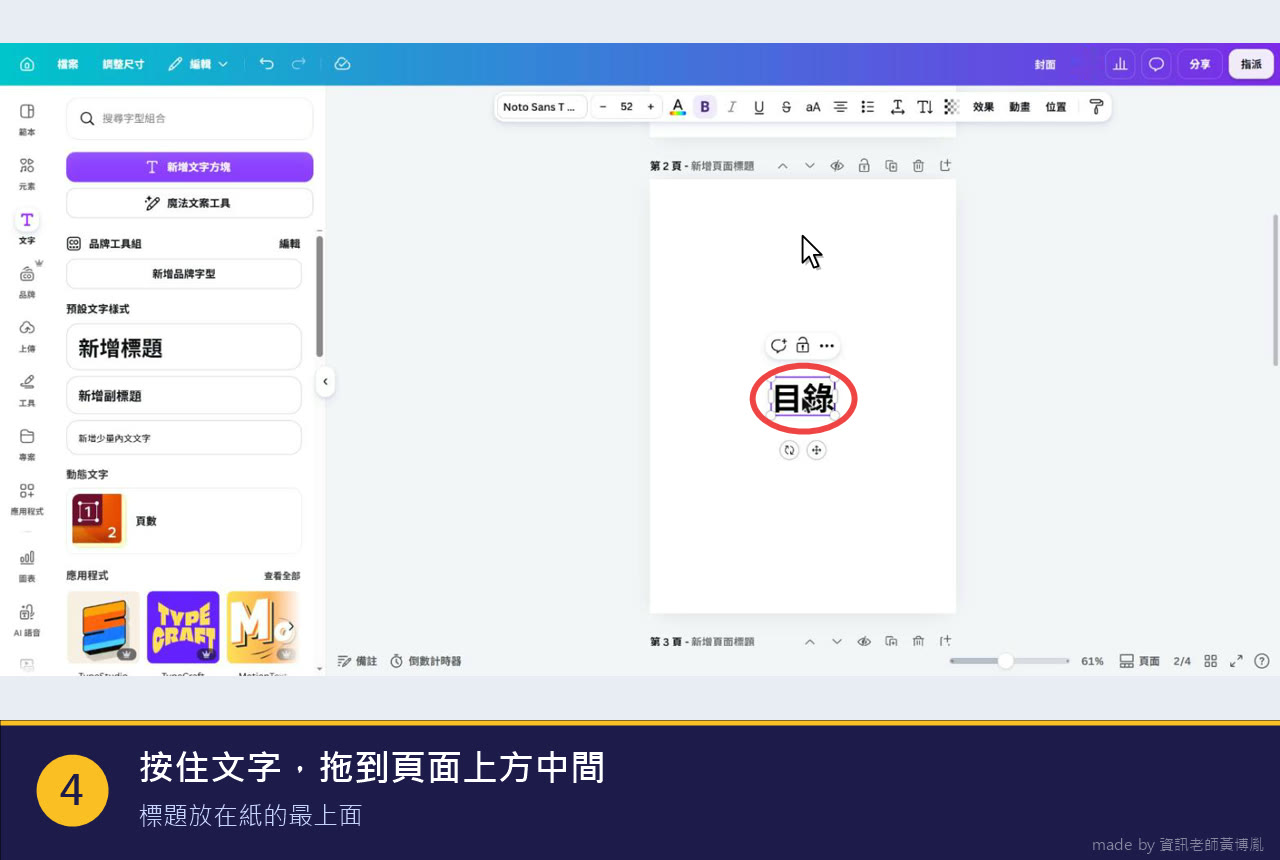 檔案 調整尺寸 編輯 封面 分享 指派
Noto Sans T ... − 52 + A B I U S aA 效果 動畫 位置
搜尋字型組合
範本
新增文字方塊
元素
魔法文案工具
文字
品牌工具組 編輯
新增品牌字型
品牌
預設文字樣式
上傳
新增標題
工具
新增副標題
專案
新增少量內文文字
動態文字
應用程式
1 2 頁數
圖表
應用程式 查看全部
AI 語音
TYPE CRAFT
Mo
TypeStudio TypeCraft MotionText
第 2 頁 - 新增頁面標題
目錄
第 3 頁 - 新增頁面標題
備註 倒數計時器 61% 頁面 2/4
4
按住文字，拖到頁面上方中間
標題放在紙的最上面
made by 資訊老師黃博胤